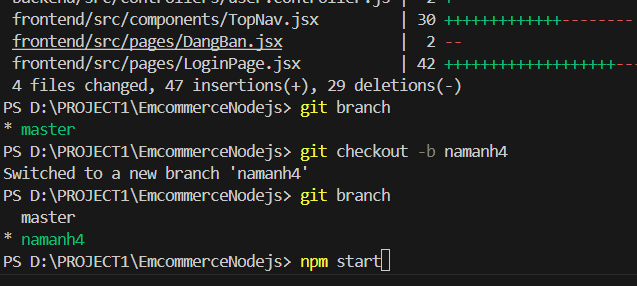 backend/src/controllers/user.controller.js | 2 +
frontend/src/components/TopNav.jsx | 30 +++++++++++++---------
frontend/src/pages/DangBan.jsx | 2 --
frontend/src/pages/LoginPage.jsx | 42 ++++++++++++++++++++---
4 files changed, 47 insertions(+), 29 deletions(-)
PS D:\PROJECT1\EmcommerceNodejs> git branch
* master
PS D:\PROJECT1\EmcommerceNodejs> git checkout -b namanh4
Switched to a new branch 'namanh4'
PS D:\PROJECT1\EmcommerceNodejs> git branch
master
* namanh4
PS D:\PROJECT1\EmcommerceNodejs> npm start